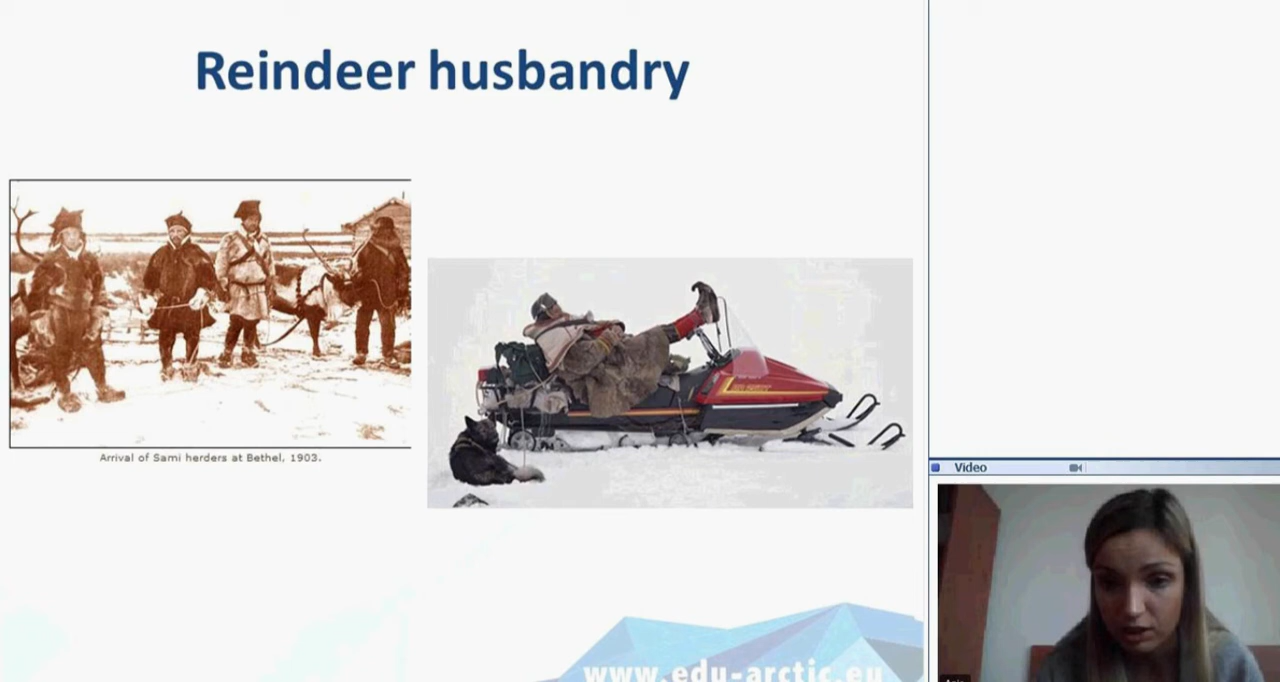 Reindeer husbandry
Arrival of Sami herders at Bethel, 1903.
www.edu-arctic.eu
Video